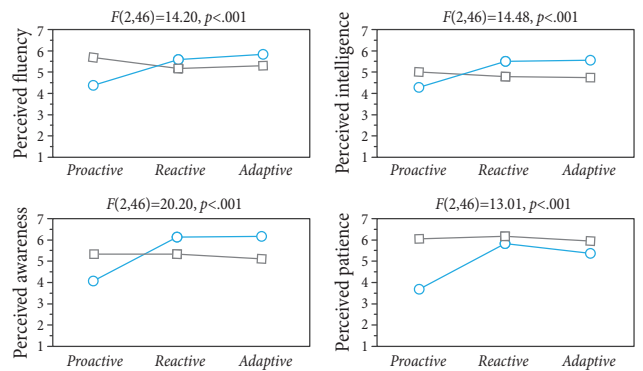 F(2,46)=14.20, p<.001
Perceived fluency
7
6
5
4
3
2
1
Proactive Reactive Adaptive
F(2,46)=14.48, p<.001
Perceived intelligence
7
6
5
4
3
2
1
Proactive Reactive Adaptive
F(2,46)=20.20, p<.001
Perceived awareness
7
6
5
4
3
2
1
Proactive Reactive Adaptive
F(2,46)=13.01, p<.001
Perceived patience
7
6
5
4
3
2
1
Proactive Reactive Adaptive